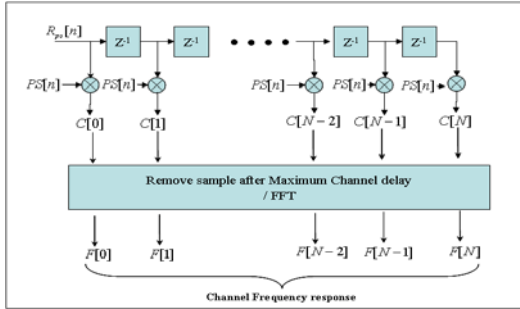 R_ps[n]
Z-1 Z-1 Z-1 Z-1
PS[n] PS[n] PS[n] PS[n] PS[n]
C[0] C[1] C[N-2] C[N-1] C[N]
Remove sample after Maximum Channel delay
/ FFT
F[0] F[1] F[N-2] F[N-1] F[N]
Channel Frequency response